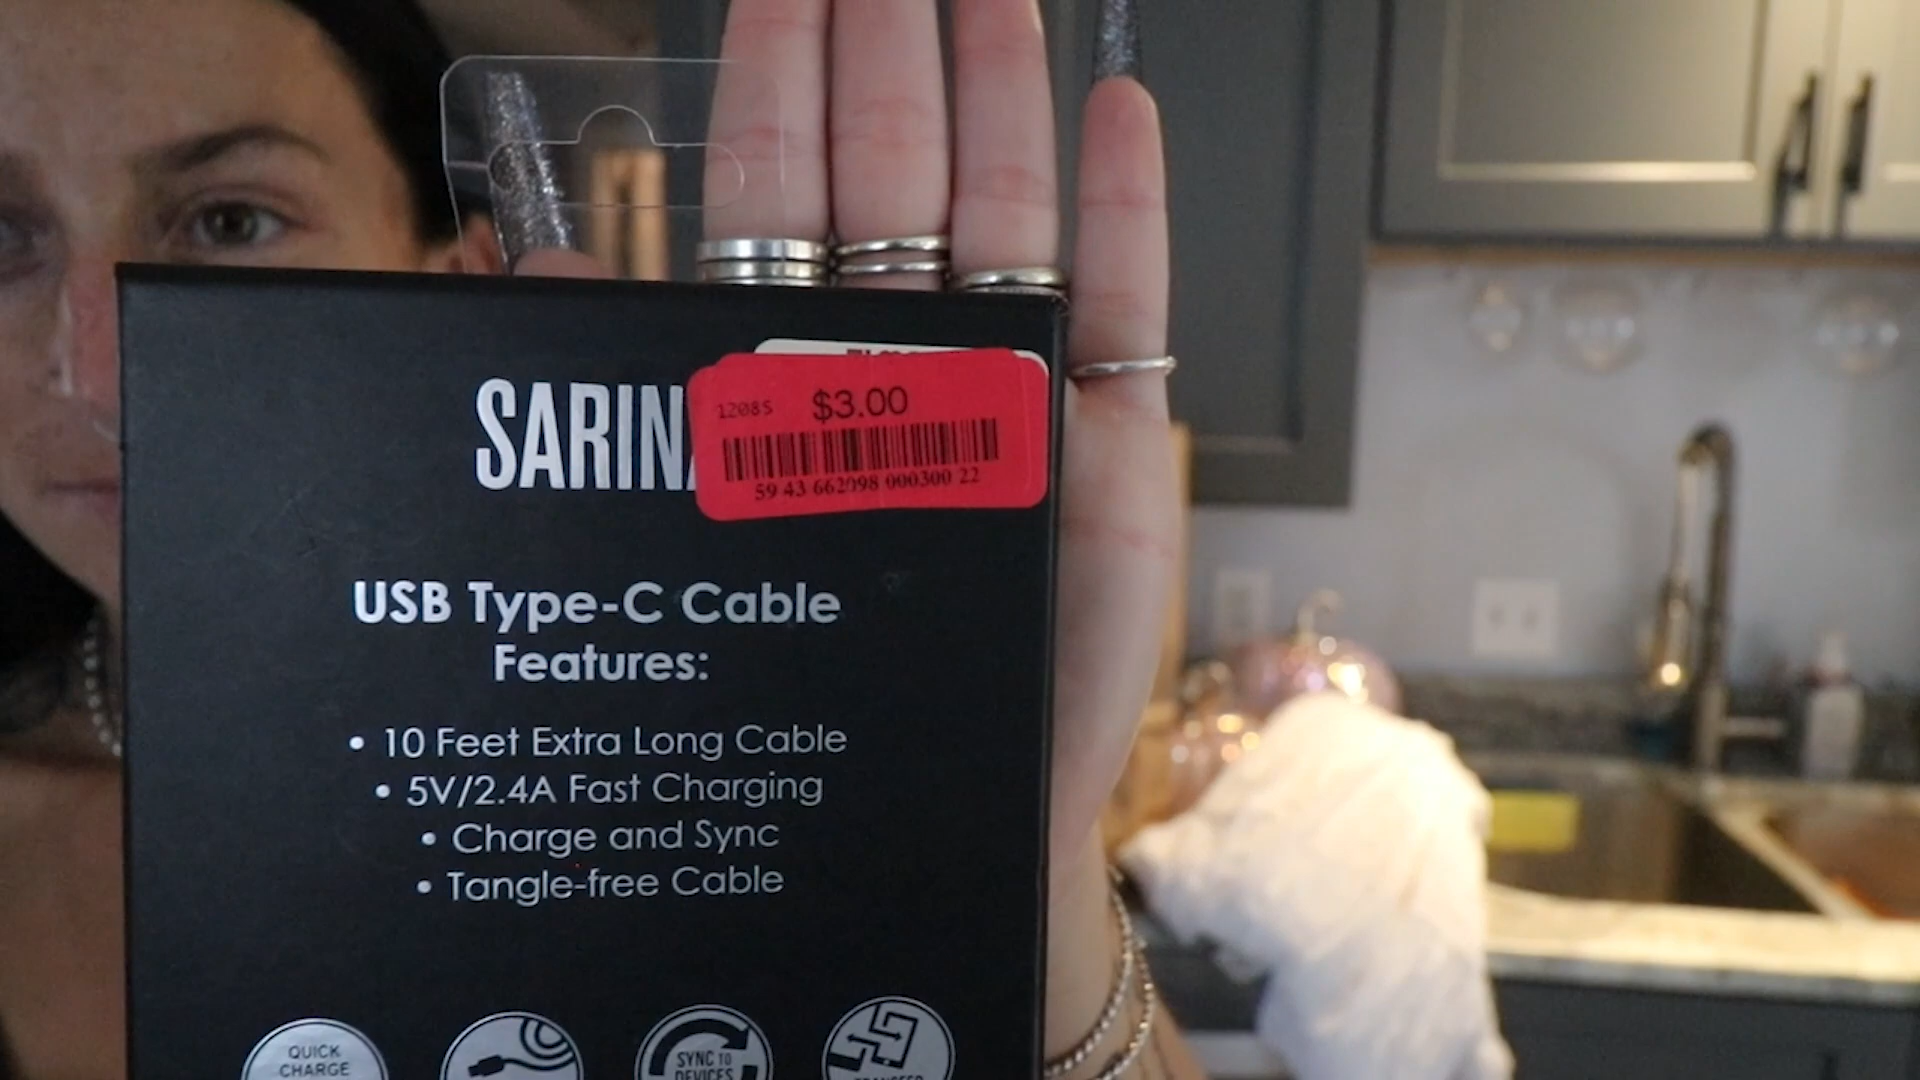 12085 $3.00
59 43 662098 000300 22
SARIN
USB Type-C Cable
Features:
• 10 Feet Extra Long Cable
• 5V/2.4A Fast Charging
• Charge and Sync
• Tangle-free Cable
QUICK
CHARGE
SYNC TO
DEVICES